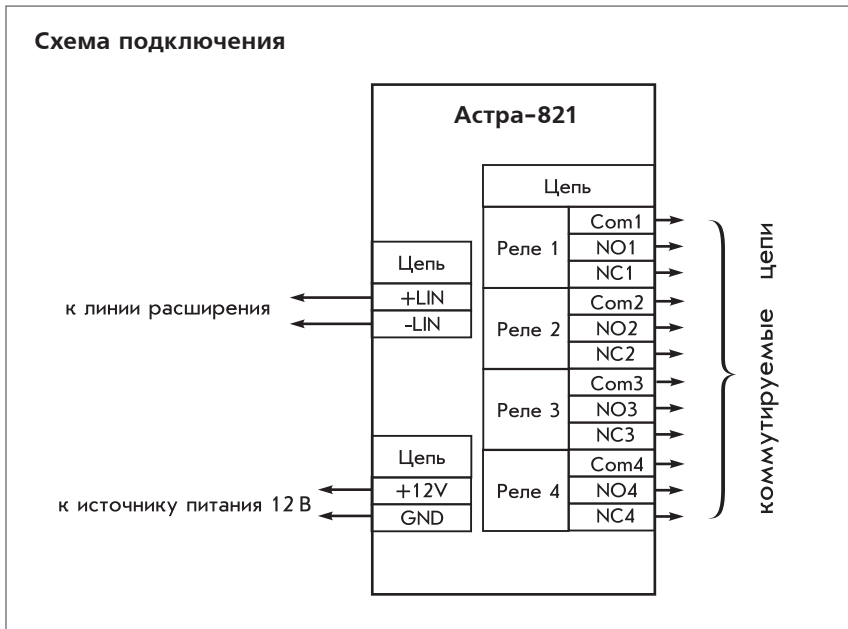 Схема подключения
Астра-821
Цепь
+LIN
-LIN
к линии расширения
Цепь
+12V
GND
к источнику питания 12 В
Цепь
Реле 1
Com1
NO1
NC1
Реле 2
Com2
NO2
NC2
Реле 3
Com3
NO3
NC3
Реле 4
Com4
NO4
NC4
коммутируемые цепи